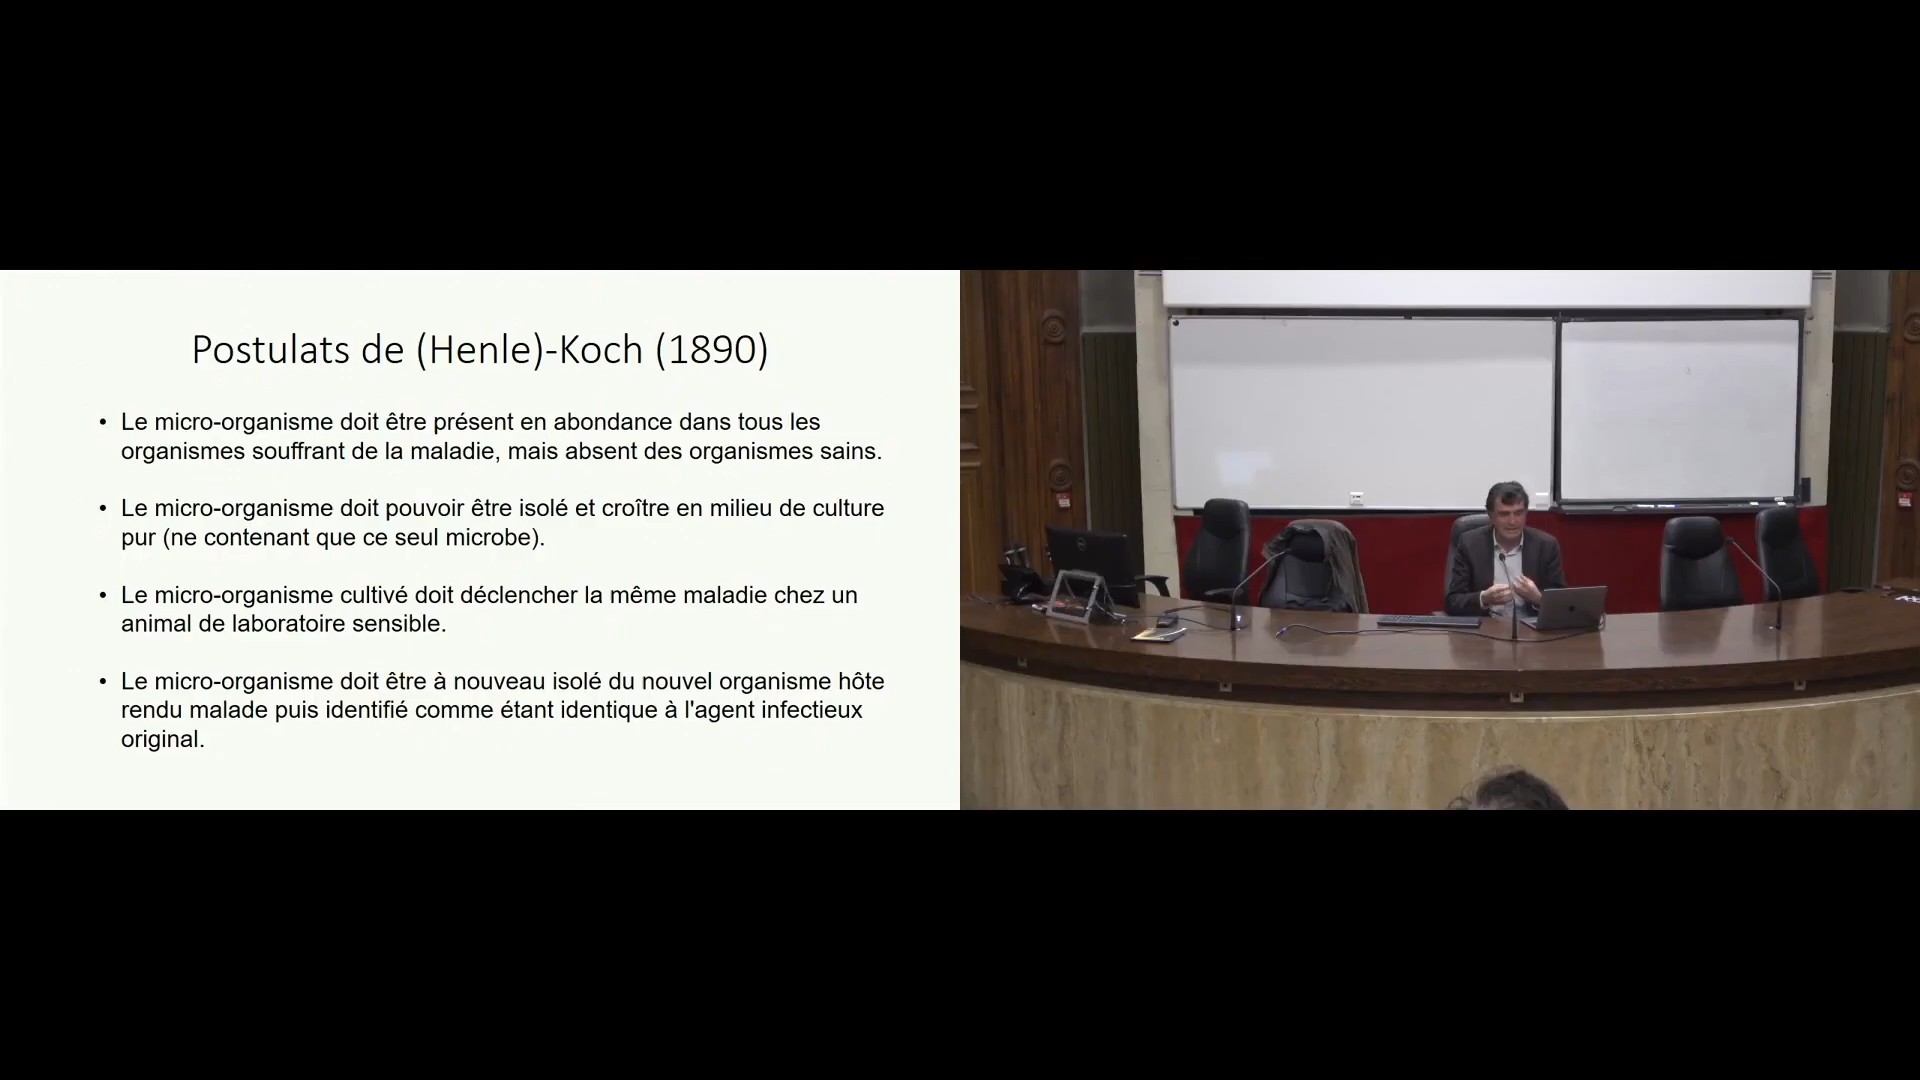 Postulats de (Henle)-Koch (1890)
• Le micro-organisme doit être présent en abondance dans tous les
organismes souffrant de la maladie, mais absent des organismes sains.
• Le micro-organisme doit pouvoir être isolé et croître en milieu de culture
pur (ne contenant que ce seul microbe).
• Le micro-organisme cultivé doit déclencher la même maladie chez un
animal de laboratoire sensible.
• Le micro-organisme doit être à nouveau isolé du nouvel organisme hôte
rendu malade puis identifié comme étant identique à l'agent infectieux
original.